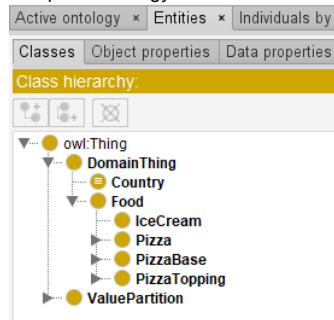 Active ontology × Entities × Individuals by
Classes Object properties Data properties
Class hierarchy:
owl:Thing
DomainThing
Country
Food
IceCream
Pizza
PizzaBase
PizzaTopping
ValuePartition